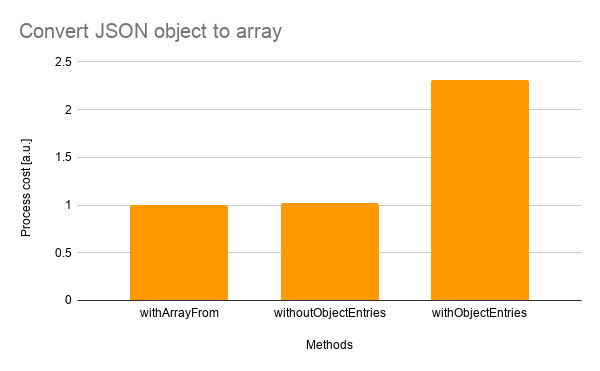 Convert JSON object to array
2.5
2
1.5
1
0.5
0
Process cost [a.u.]
withArrayFrom
withoutObjectEntries
withObjectEntries
Methods